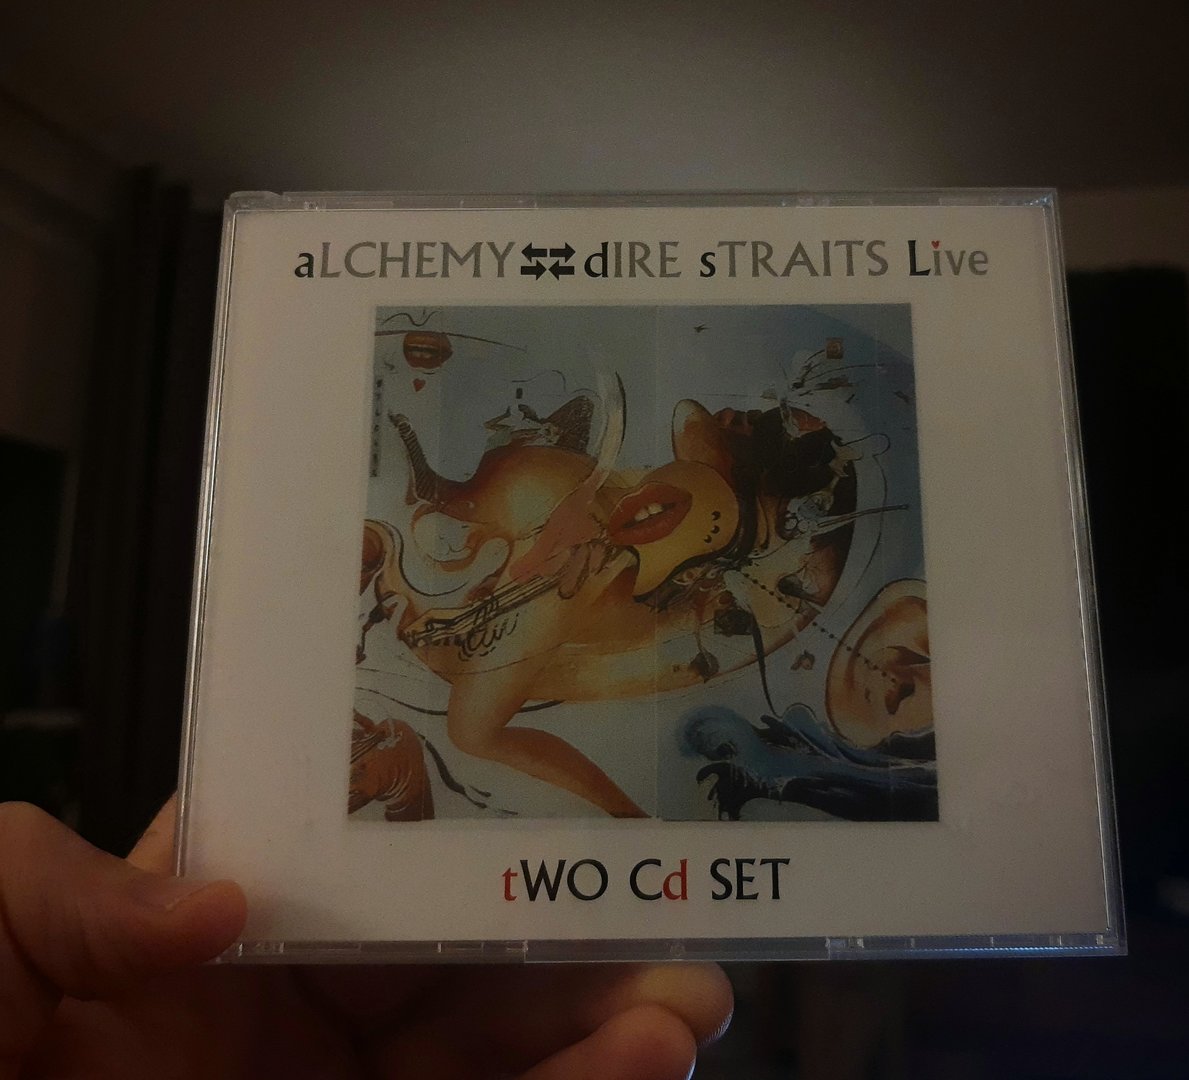 aLCHEMY dIRE sTRAITS Live
tWO Cd SET